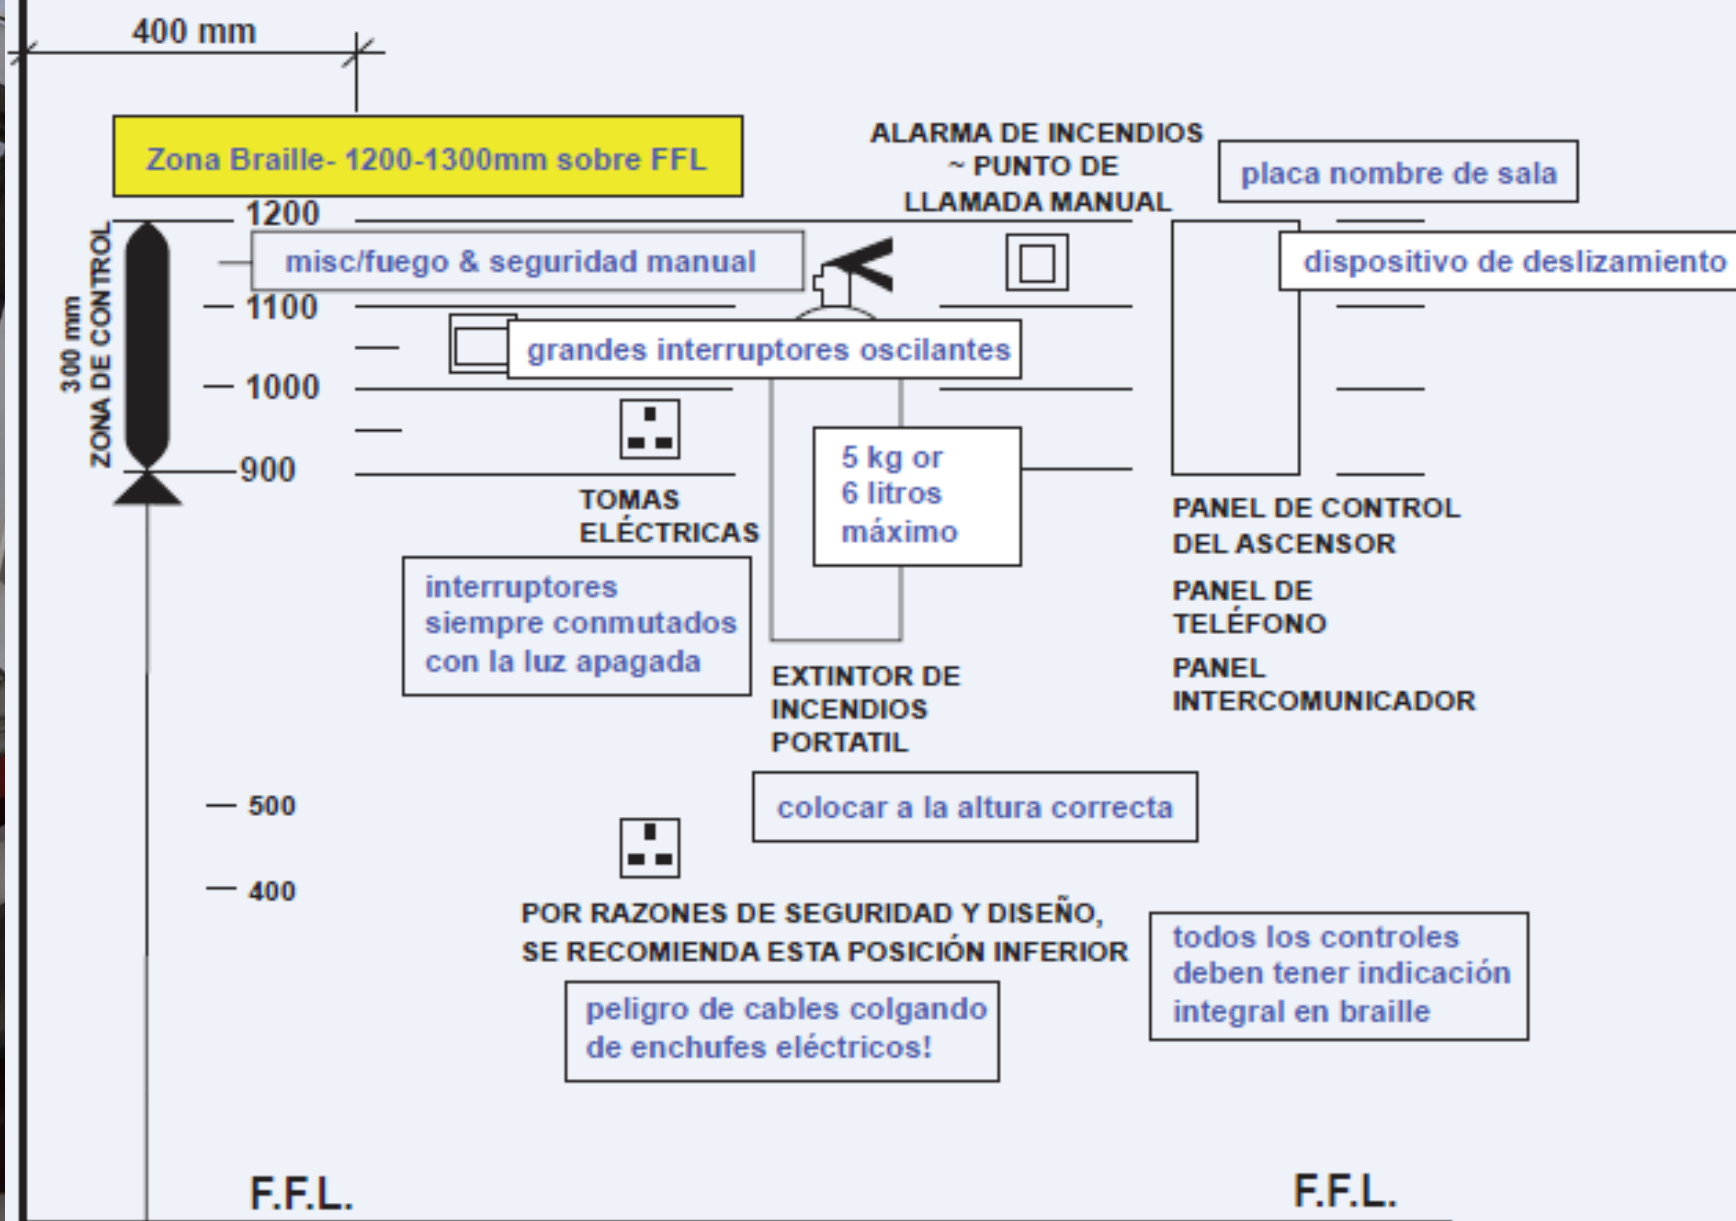 400 mm
Zona Braille- 1200-1300mm sobre FFL
ALARMA DE INCENDIOS
~ PUNTO DE
LLAMADA MANUAL
placa nombre de sala
1200
misc/fuego & seguridad manual
dispositivo de deslizamiento
1100
grandes interruptores oscilantes
300 mm
ZONA DE CONTROL
1000
900
5 kg or
6 litros
máximo
TOMAS
ELÉCTRICAS
PANEL DE CONTROL
DEL ASCENSOR
PANEL DE
TELÉFONO
PANEL
INTERCOMUNICADOR
interruptores
siempre conmutados
con la luz apagada
EXTINTOR DE
INCENDIOS
PORTATIL
500
colocar a la altura correcta
400
POR RAZONES DE SEGURIDAD Y DISEÑO,
SE RECOMIENDA ESTA POSICIÓN INFERIOR
todos los controles
deben tener indicación
integral en braille
peligro de cables colgando
de enchufes eléctricos!
F.F.L.
F.F.L.